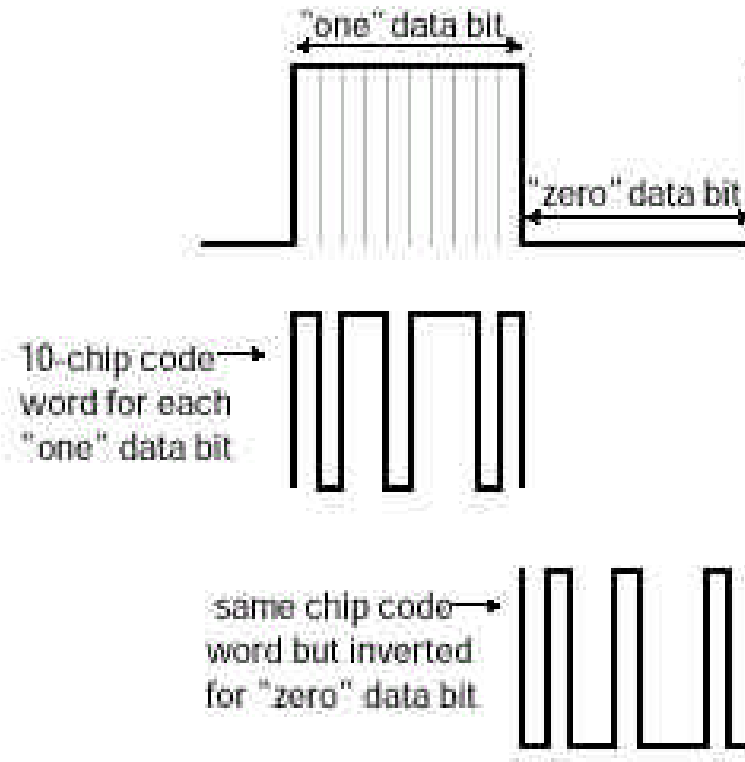 "one" data bit
"zero" data bit
10-chip code
word for each
"one" data bit
same chip code
word but inverted
for "zero" data bit